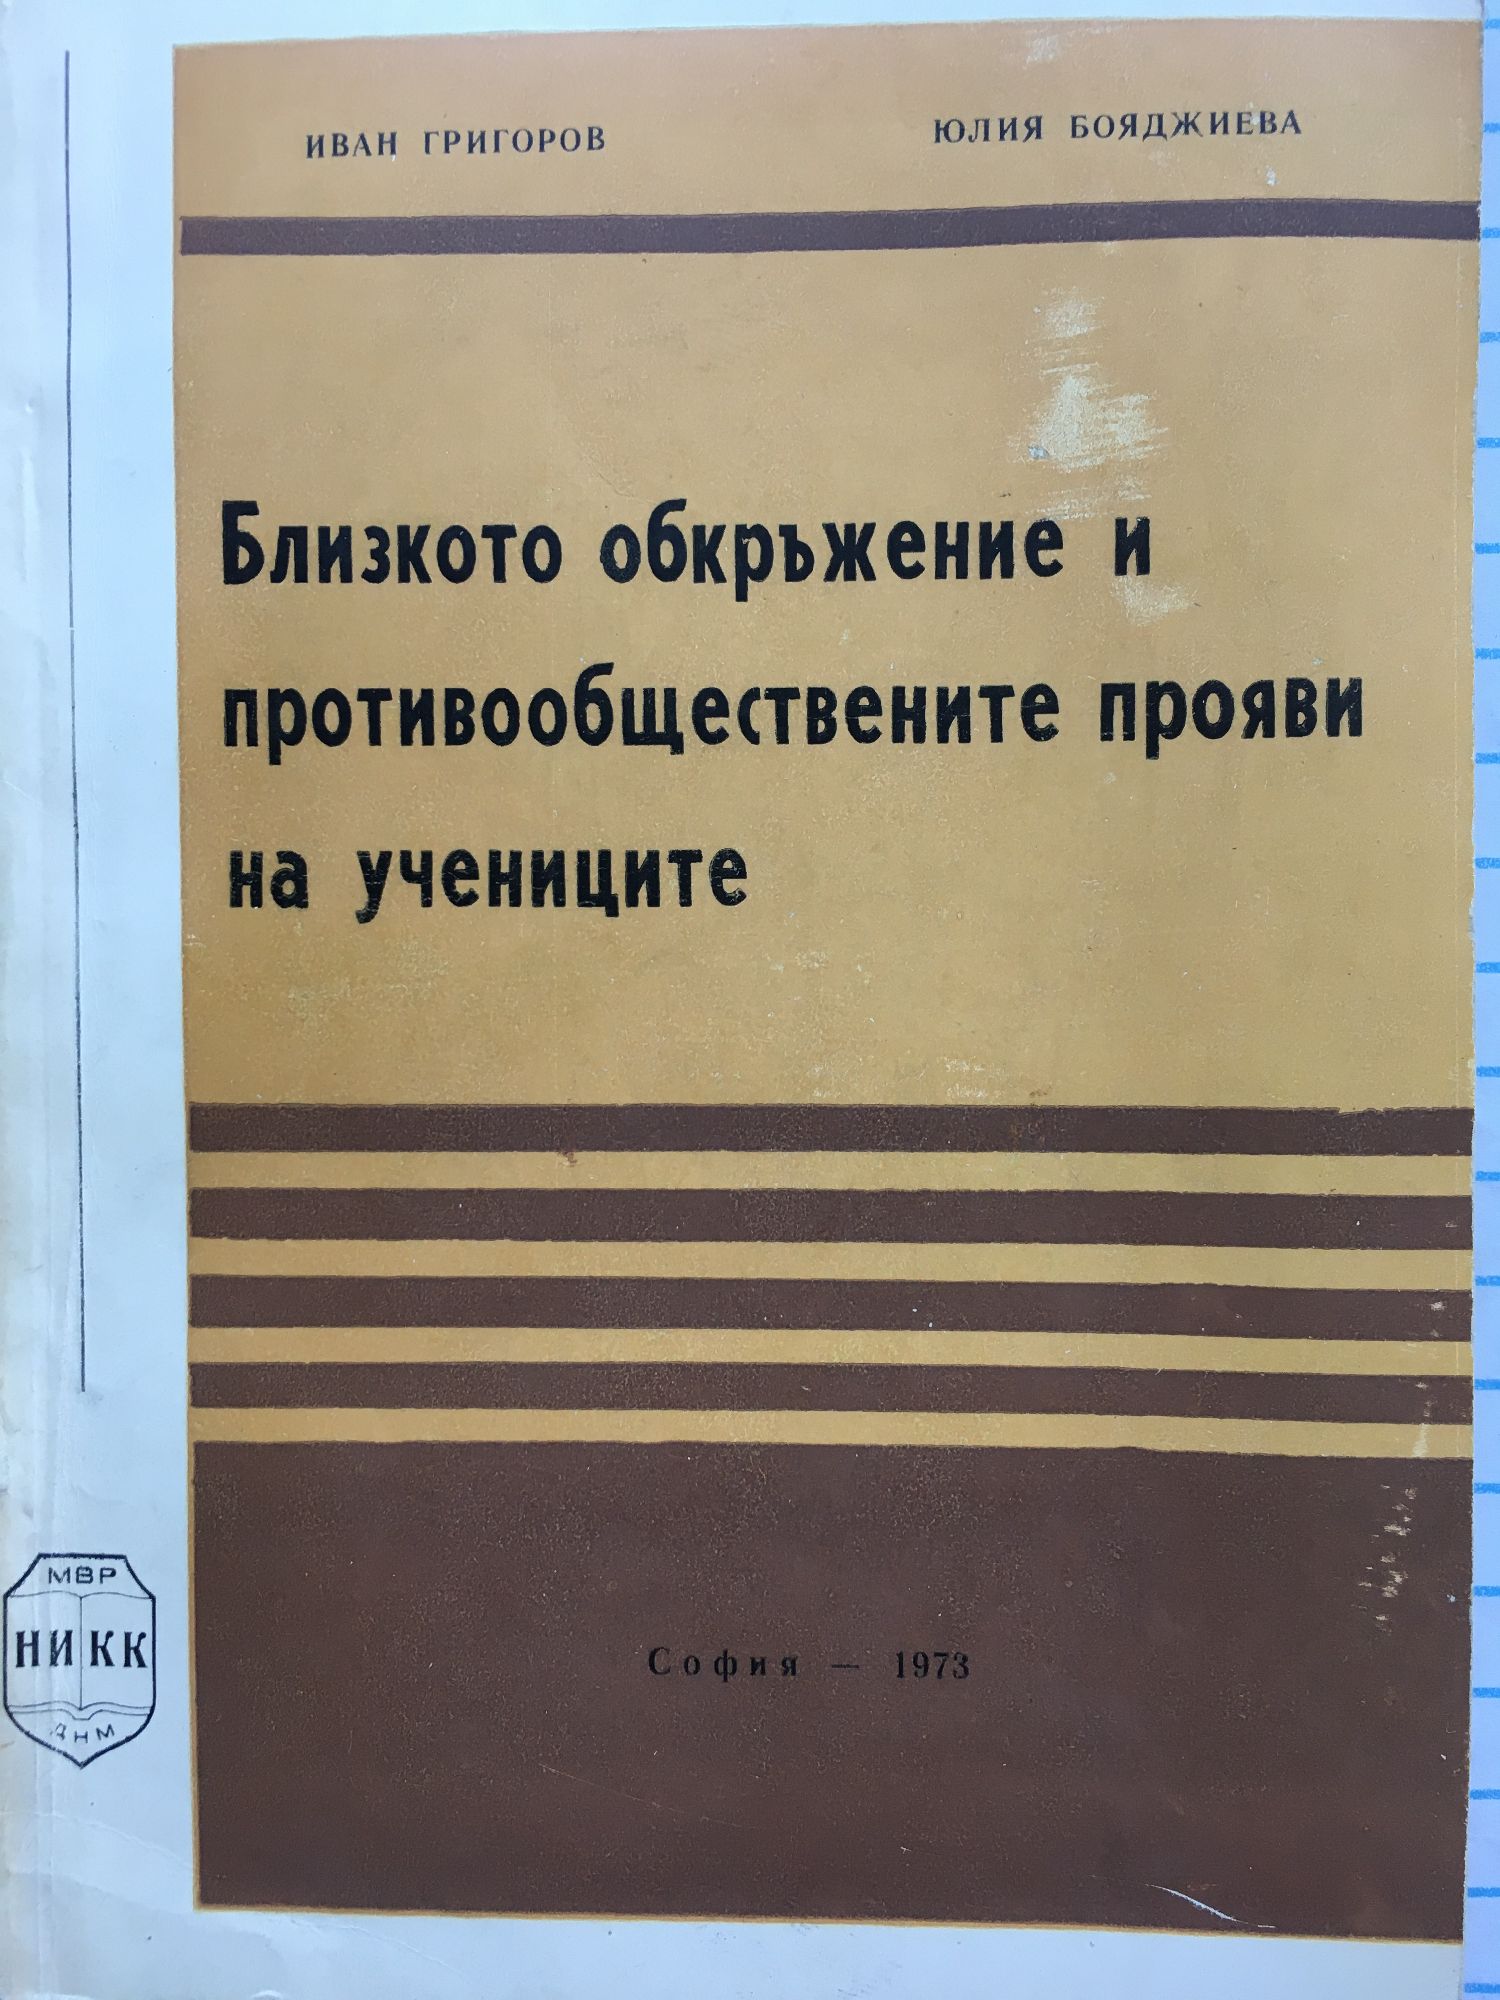 ИВАН ГРИГОРОВ
ЮЛИЯ БОЯДЖИЕВА
Близкото обкръжение и
противообществените прояви
на учениците
МВР
НИКК
ДНМ
София — 1973